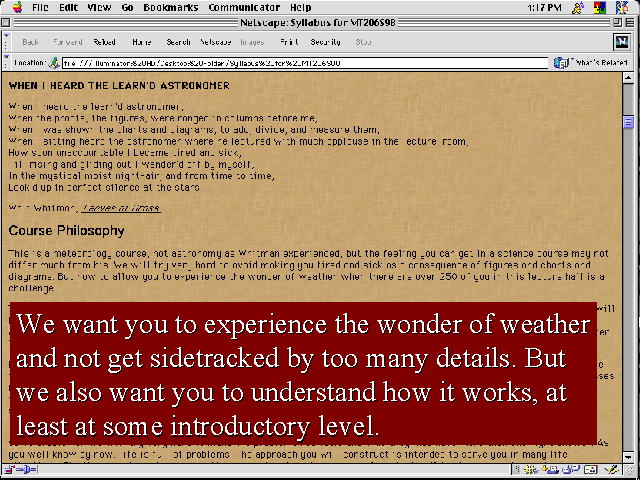 File Edit View Go Bookmarks Communicator Help 1:17 PM
Netscape: Syllabus for MT206S98
Back Forward Reload Home Search Netscape Images Print Security Stop
Location: What's Related
WHEN I HEARD THE LEARN'D ASTRONOMER
When I heard the learn'd astronomer,
When the proofs, the figures, were ranged in columns before me,
When I was shown the charts and diagrams, to add, divide, and measure them,
When I sitting heard the astronomer where he lectured with much applause in the lecture room,
How soon unaccountable I became tired and sick,
Till rising and gliding out I wander'd off by myself,
In the mystical moist night-air, and from time to time,
Look'd up in perfect silence at the stars
Walt Whitman, Leaves of Grass
Course Philosophy
This is a meteorology course, not astronomy as Whitman experienced, but the feeling you can get in a science course may not
differ much from his. We will try very hard to avoid making you tired and sick as a consequence of figures and charts and
diagrams. But how to allow you to experience the wonder of weather when there are over 250 of you in this lecture hall is a
challenge.
will
We want you to experience the wonder of weather
and not get sidetracked by too many details. But
we also want you to understand how it works, at
least at some introductory level.
As
you well know by now, life is full of problems. The approach you will construct is intended to serve you in many life